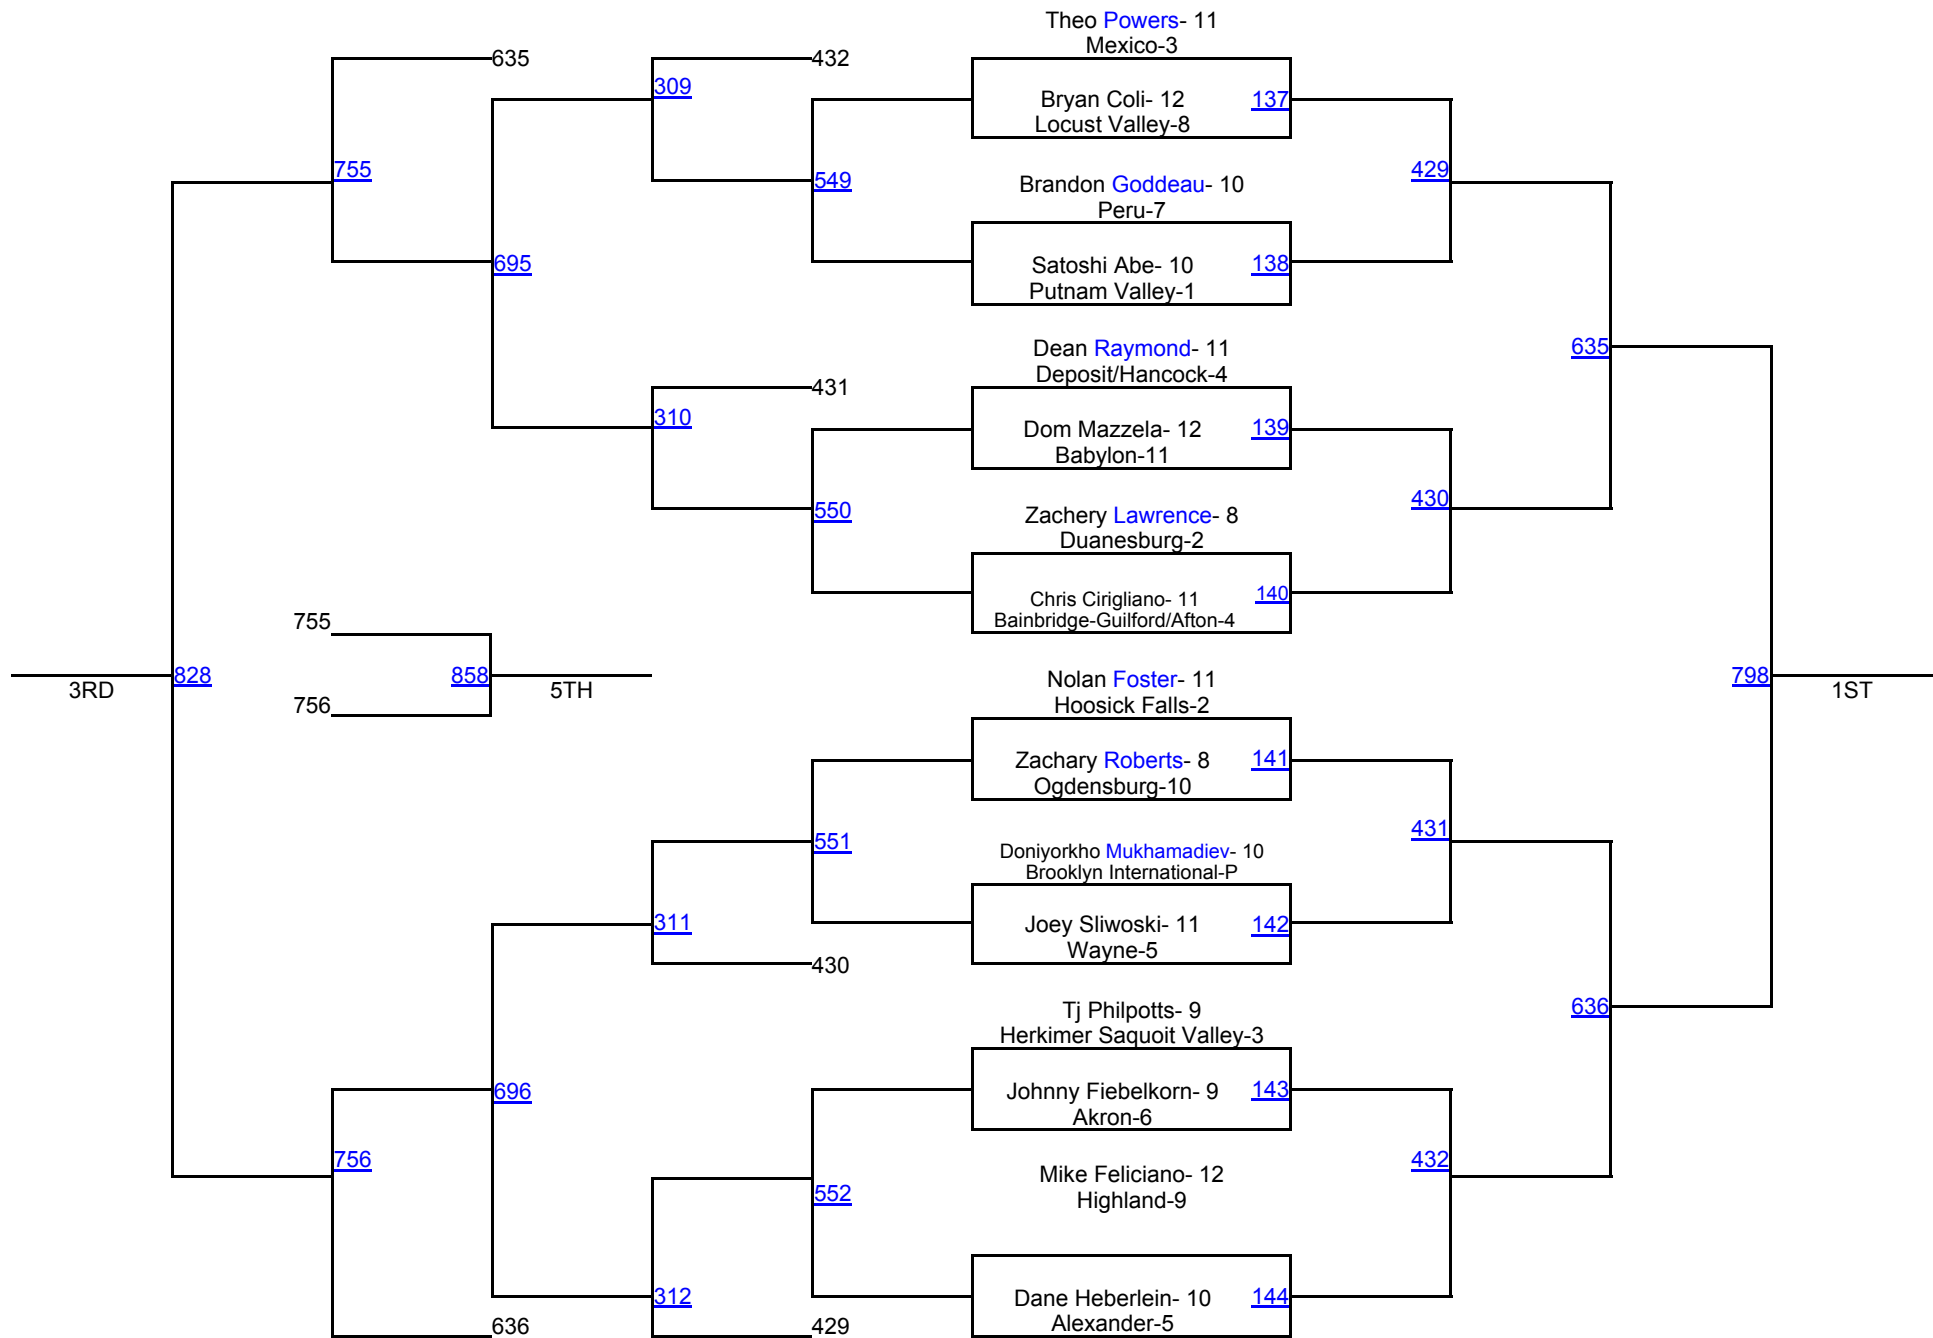 Theo Powers- 11
Mexico-3
635
432
309
Bryan Coli- 12
137
Locust Valley-8
755
549
429
Brandon Goddeau- 10
Peru-7
695
Satoshi Abe- 10
138
Putnam Valley-1
Dean Raymond- 11
635
Deposit/Hancock-4
431
310
Dom Mazzela- 12
139
Babylon-11
550
430
Zachery Lawrence- 8
Duanesburg-2
Chris Cirigliano- 11
140
Bainbridge-Guilford/Afton-4
755
828
858
3RD
5TH
756
Nolan Foster- 11
Hoosick Falls-2
798
1ST
Zachary Roberts- 8
141
Ogdensburg-10
551
431
Doniyorkho Mukhamadiev- 10
Brooklyn International-P
311
Joey Sliwoski- 11
142
Wayne-5
430
Tj Philpotts- 9
636
Herkimer Saquoit Valley-3
696
Johnny Fiebelkorn- 9
143
Akron-6
756
432
552
Mike Feliciano- 12
Highland-9
312
Dane Heberlein- 10
144
Alexander-5
636
429